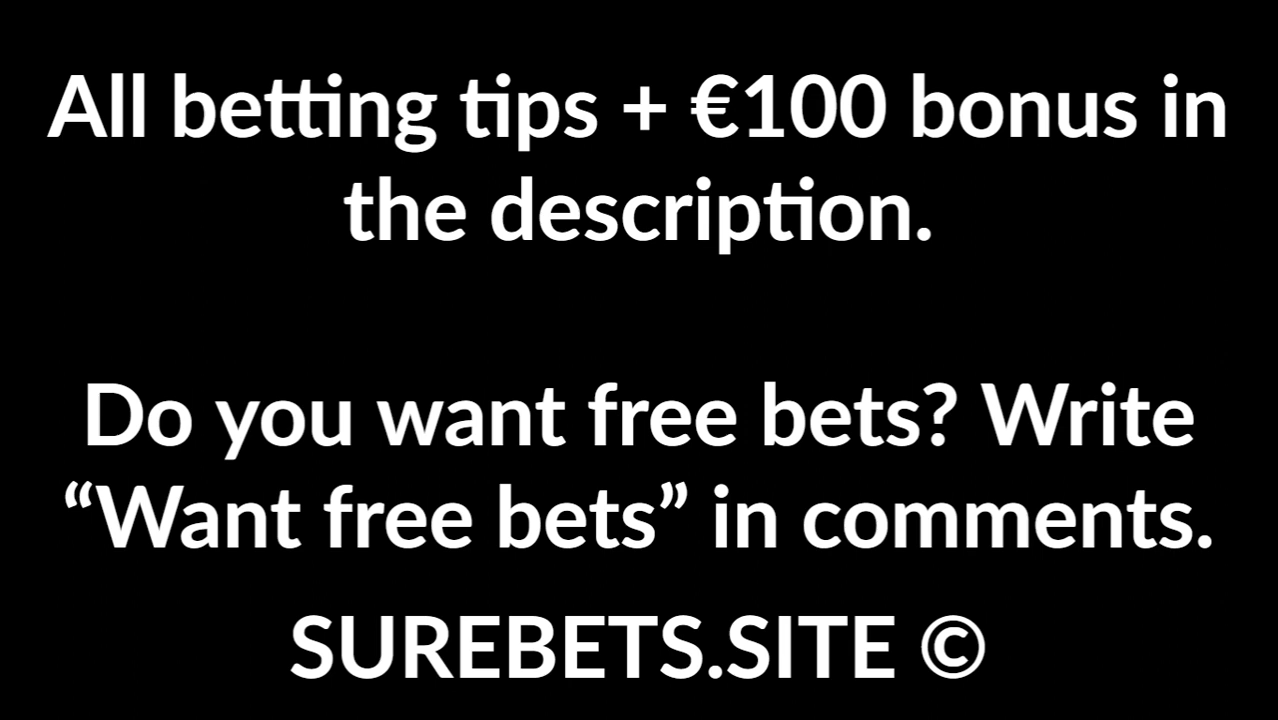 All betting tips + €100 bonus in
the description.
Do you want free bets? Write
“Want free bets” in comments.
SUREBETS.SITE ©